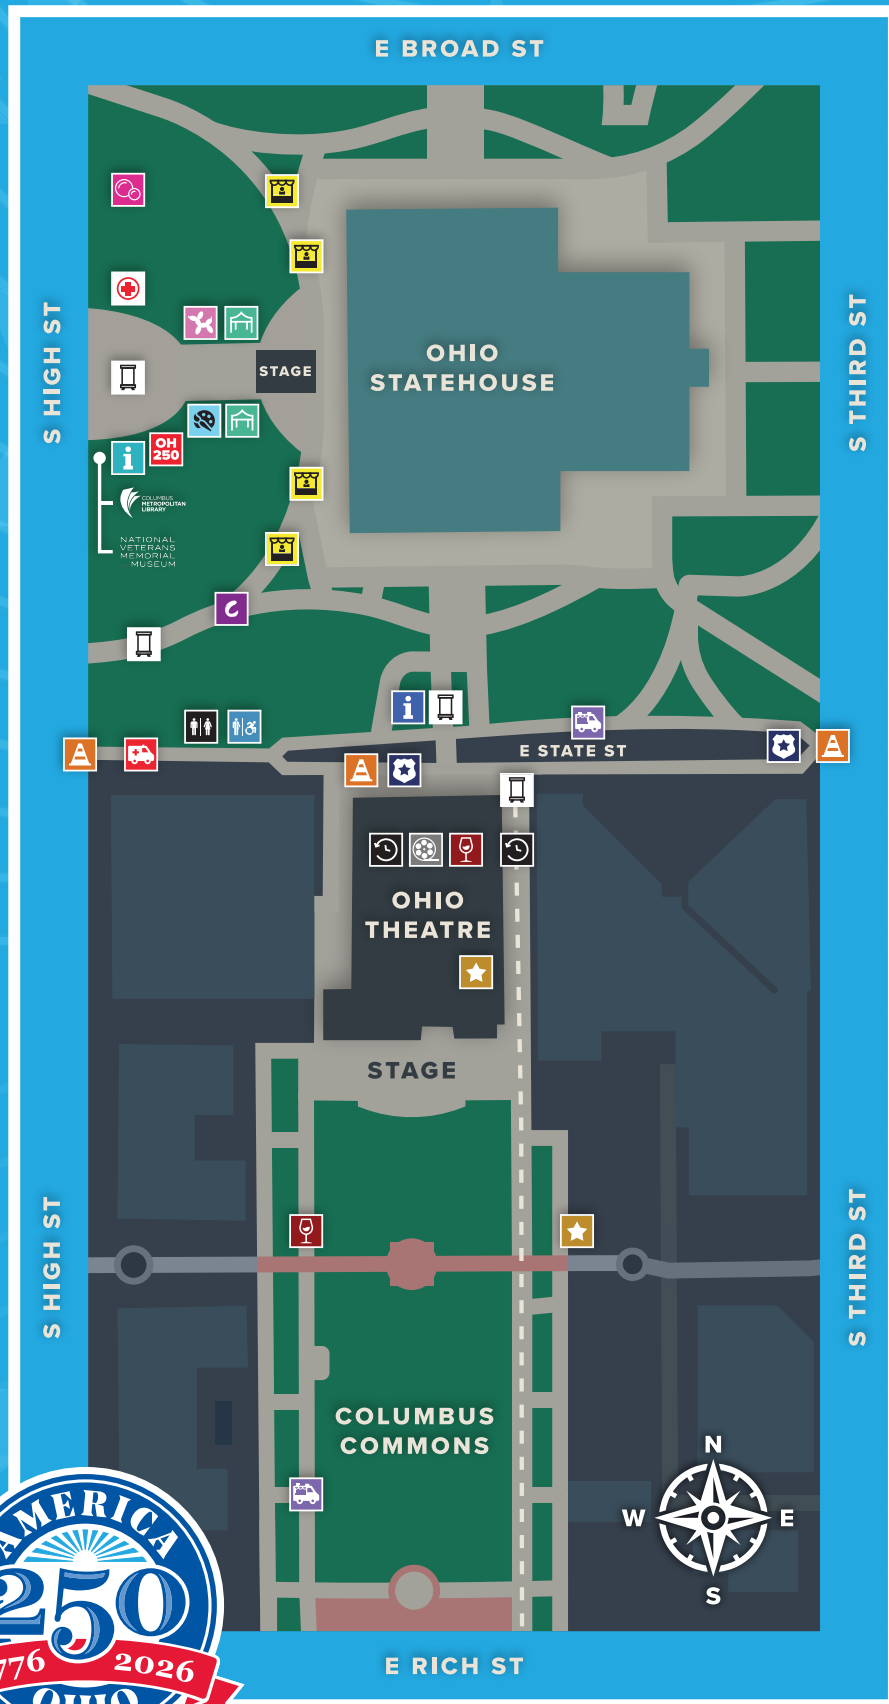 E BROAD ST
S HIGH ST
S THIRD ST
STAGE
OHIO
STATEHOUSE
OH
250
i
COLUMBUS
METROPOLITAN
LIBRARY
NATIONAL
VETERANS
MEMORIAL
MUSEUM
C
i
E STATE ST
OHIO
THEATRE
STAGE
S HIGH ST
S THIRD ST
COLUMBUS
COMMONS
N
W E
S
AMERICA
250
776 2026
OHIO
E RICH ST